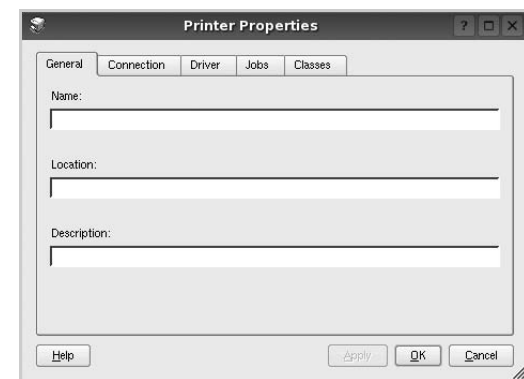 Printer Properties
General Connection Driver Jobs Classes
Name:
Location:
Description:
Help Apply OK Cancel